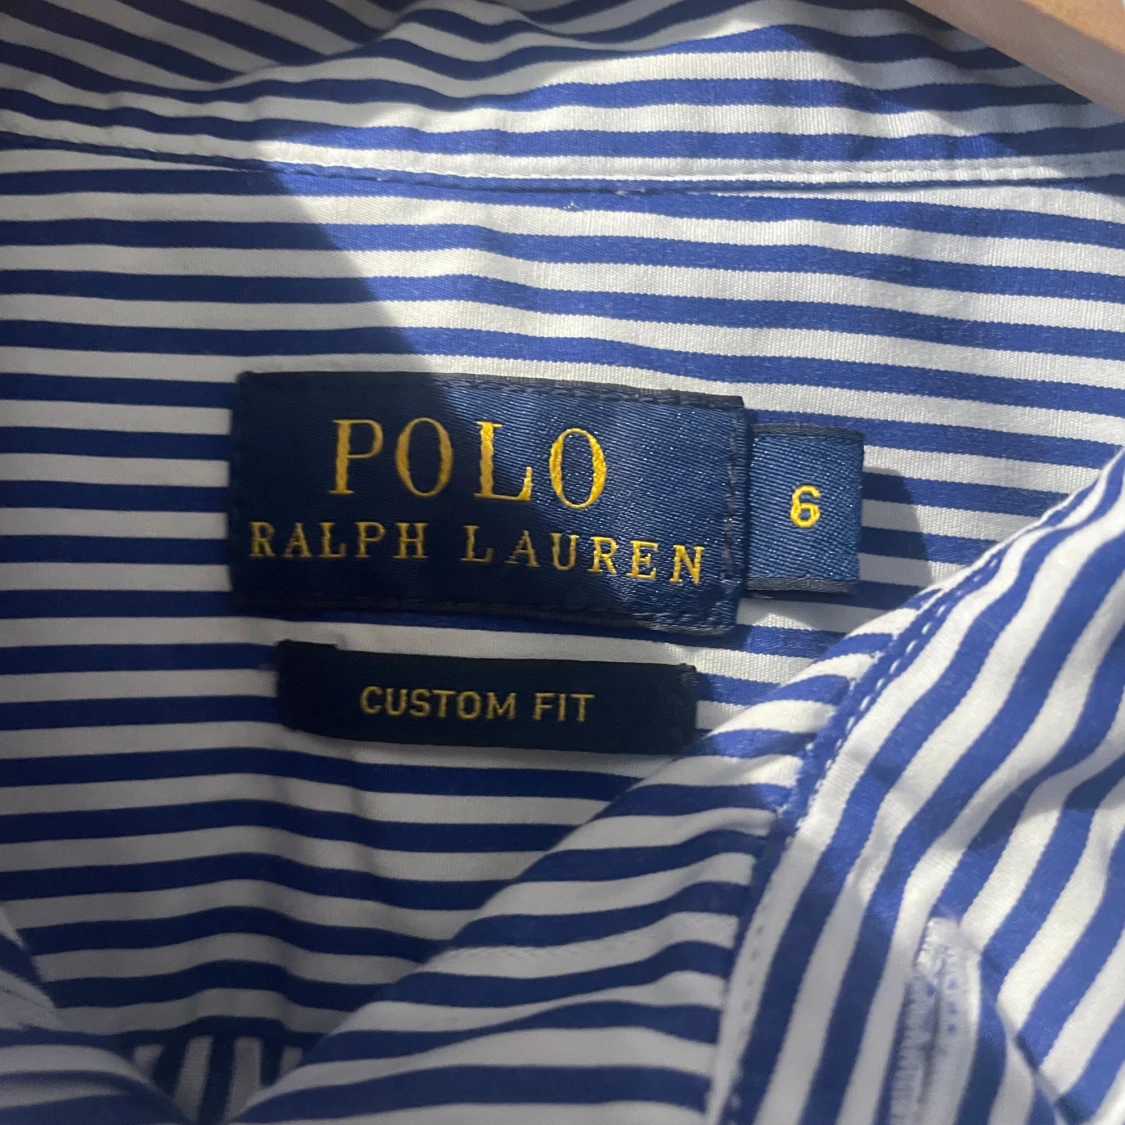 POLO
RALPH LAUREN
6
CUSTOM FIT